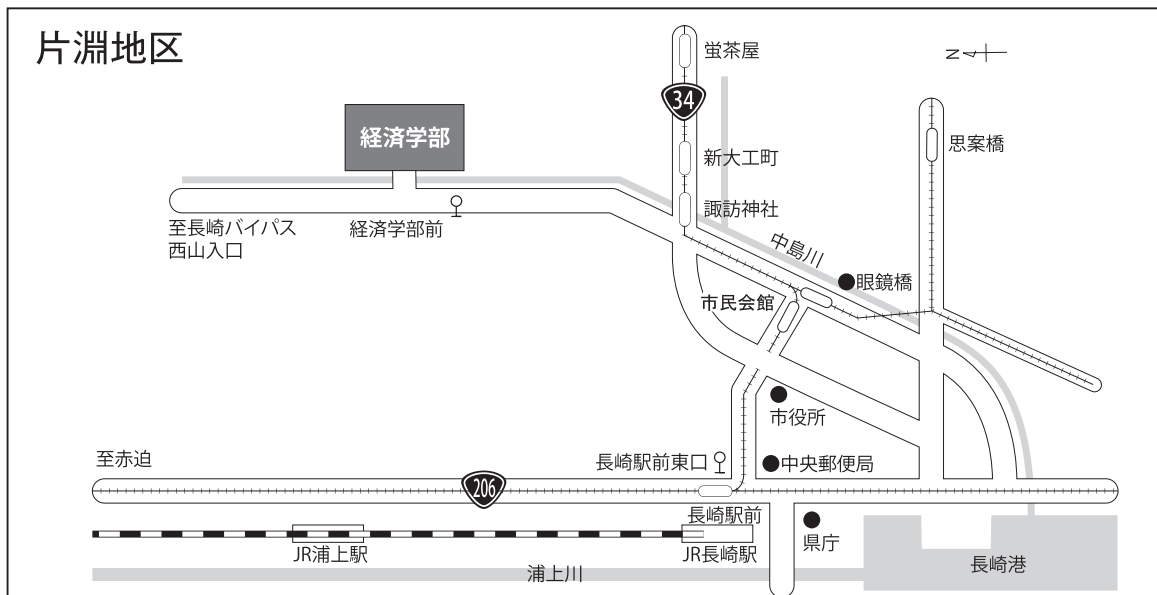 片淵地区
蛍茶屋
N
34
経済学部
思案橋
新大工町
諏訪神社
至長崎バイパス
西山入口
経済学部前
中島川
眼鏡橋
市民会館
市役所
至赤迫
長崎駅前東口
中央郵便局
206
長崎駅前
県庁
JR浦上駅
JR長崎駅
長崎港
浦上川